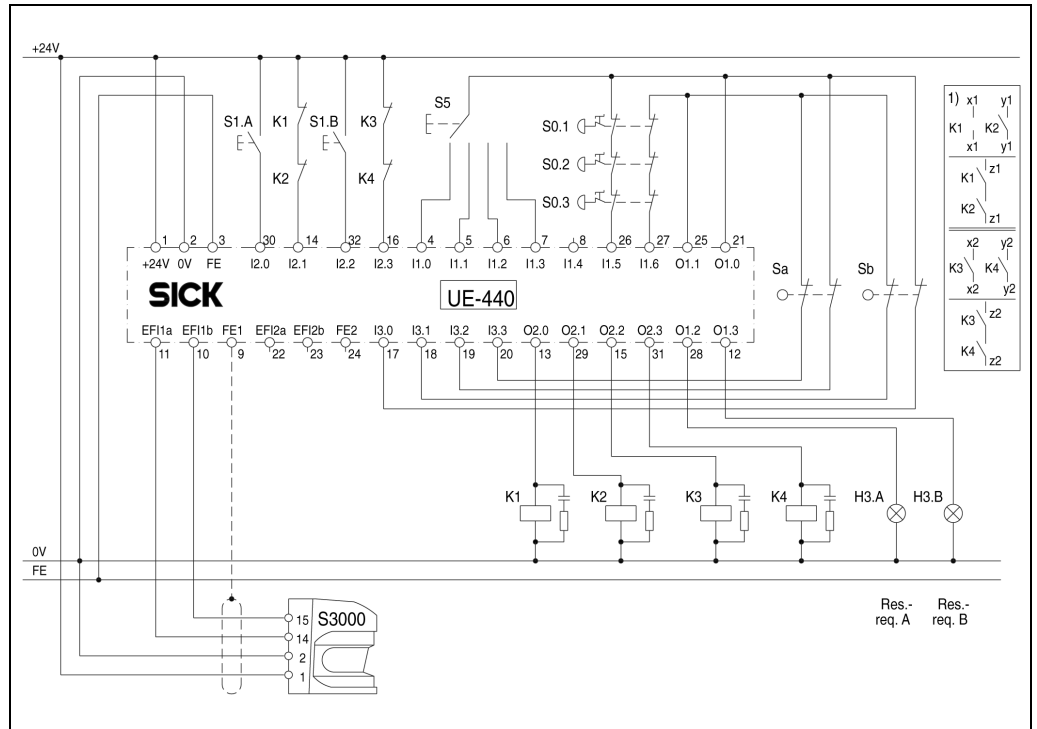 +24V
S5
1) x1 y1
S1.A K1 S1.B K3
S0.1
K1 K2
x1 y1
S0.2
K2 K4
K1 z1
S0.3
K2 z1
1 2 3 30 14 32 16 4 5 6 7 8 26 27 25 21
+24V 0V FE I2.0 I2.1 I2.2 I2.3 I1.0 I1.1 I1.2 I1.3 I1.4 I1.5 I1.6 O1.1 O1.0
x2 y2
K3 K4
x2 y2
Sa Sb
SICK
UE-440
K3 z2
K4 z2
EFI1a EFI1b FE1 EFI2a EFI2b FE2 I3.0 I3.1 I3.2 I3.3 O2.0 O2.1 O2.2 O2.3 O1.2 O1.3
11 10 9 22 23 24 17 18 19 20 13 29 15 31 28 12
K1 K2 K3 K4 H3.A H3.B
0V
FE
Res.- Res.-
req. A req. B
15 S3000
14
2
1